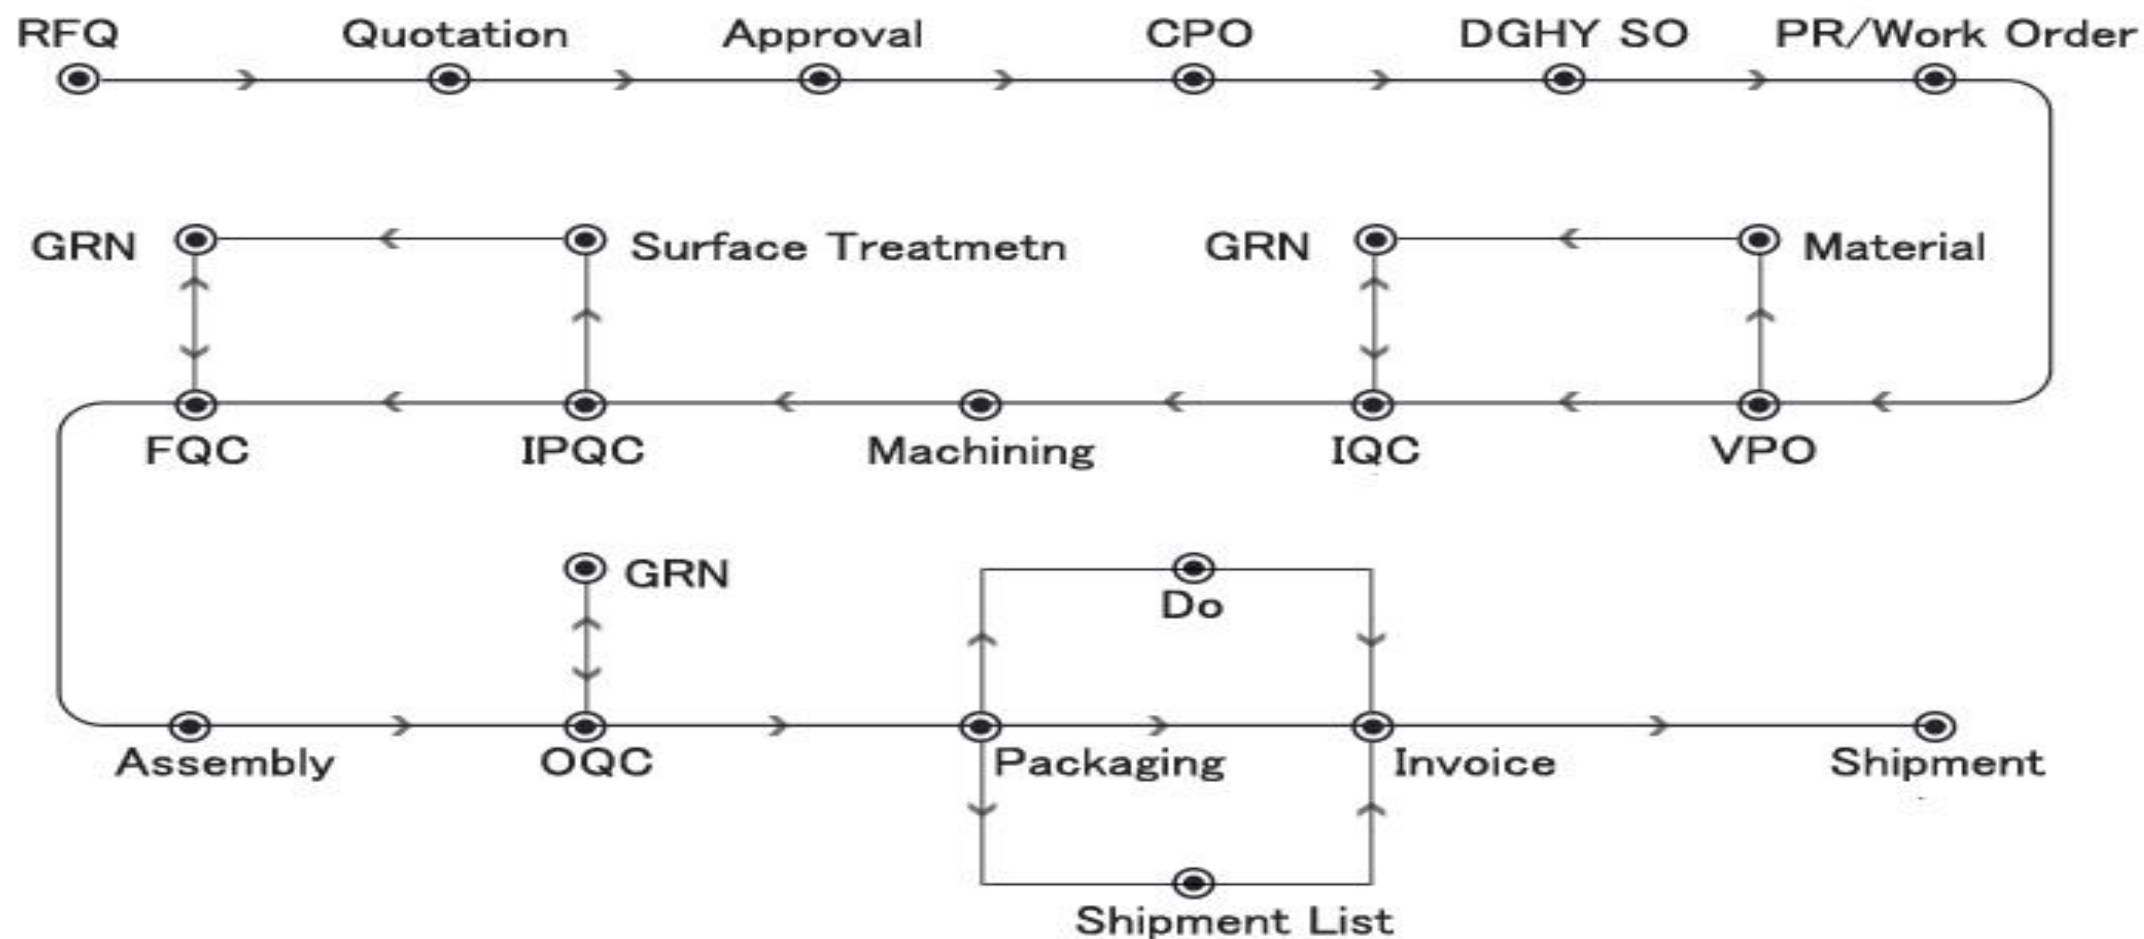 RFQ Quotation Approval CPO DGHY SO PR/Work Order
GRN Surface Treatmetn GRN Material
FQC IPQC Machining IQC VPO
GRN
Do
Assembly OQC Packaging Invoice Shipment
Shipment List